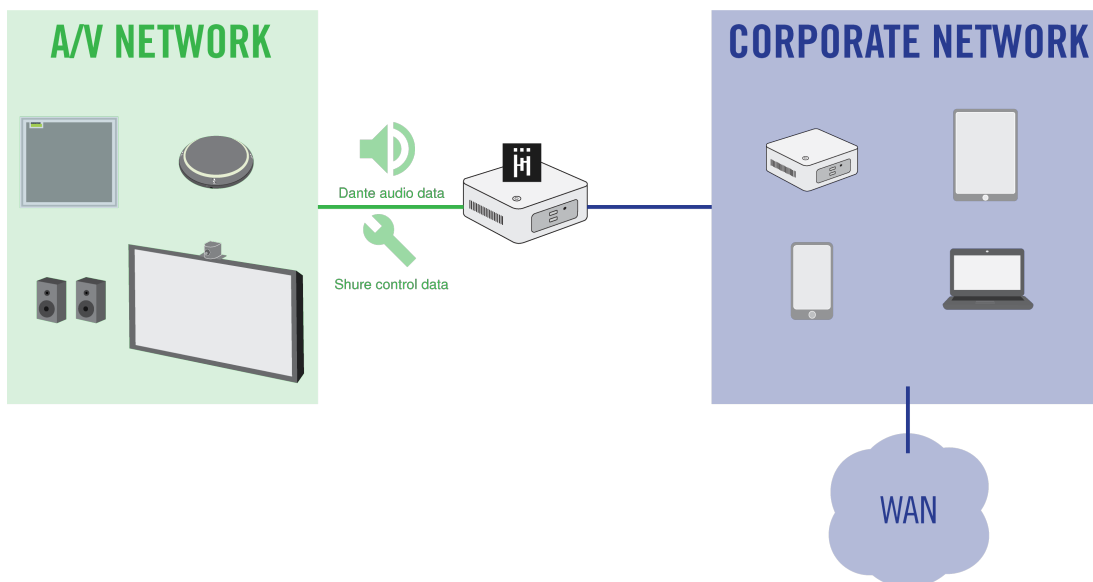 A/V NETWORK
CORPORATE NETWORK
Dante audio data
Shure control data
WAN